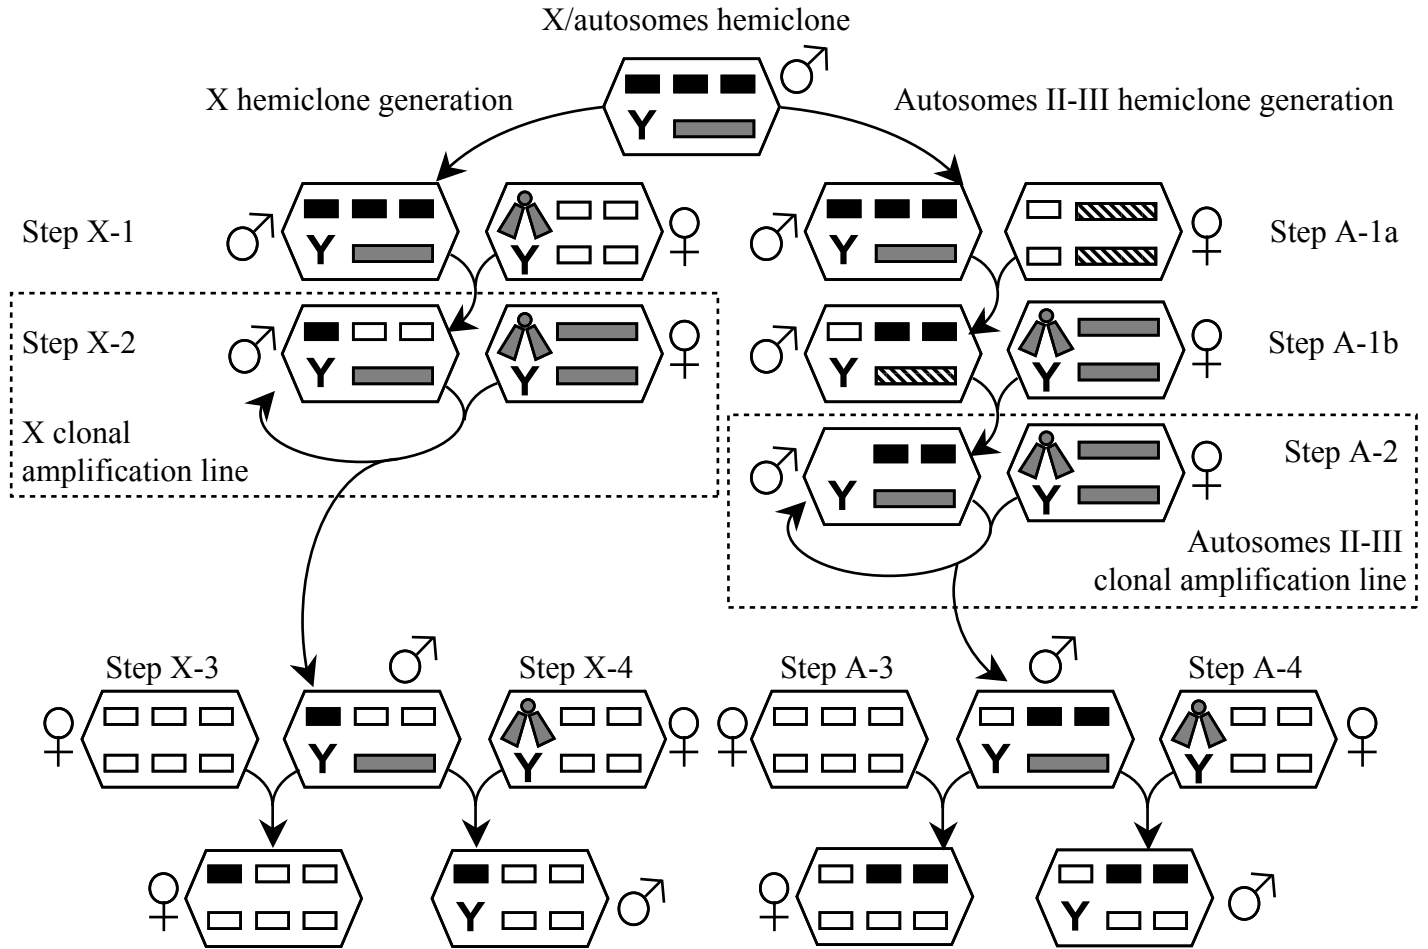 X/autosomes hemiclone
X hemiclone generation
Autosomes II-III hemiclone generation
Y
Step X-1
Y
Y
Y
Step A-1a
Step X-2
Y
Y
Y
Y
Step A-1b
X clonal
amplification line
Y
Y
Step A-2
Autosomes II-III
clonal amplification line
Step X-3
Step X-4
Step A-3
Step A-4
Y
Y
Y
Y
Y
Y